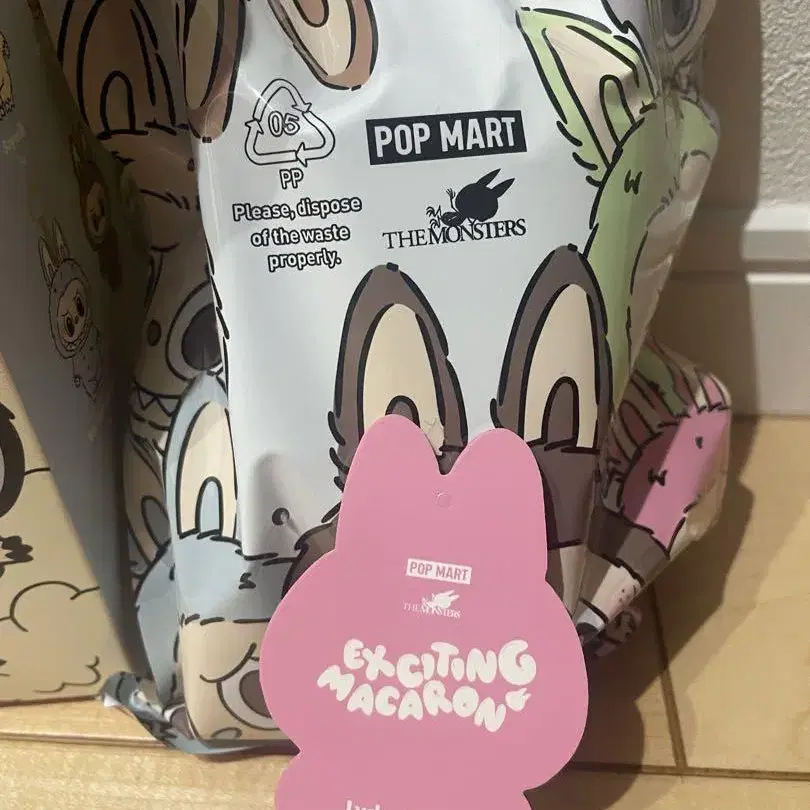 05
PP
Please, dispose
of the waste
properly.
POP MART
THE MONSTERS
POP MART
THE MONSTERS
EXCITING
MACARON